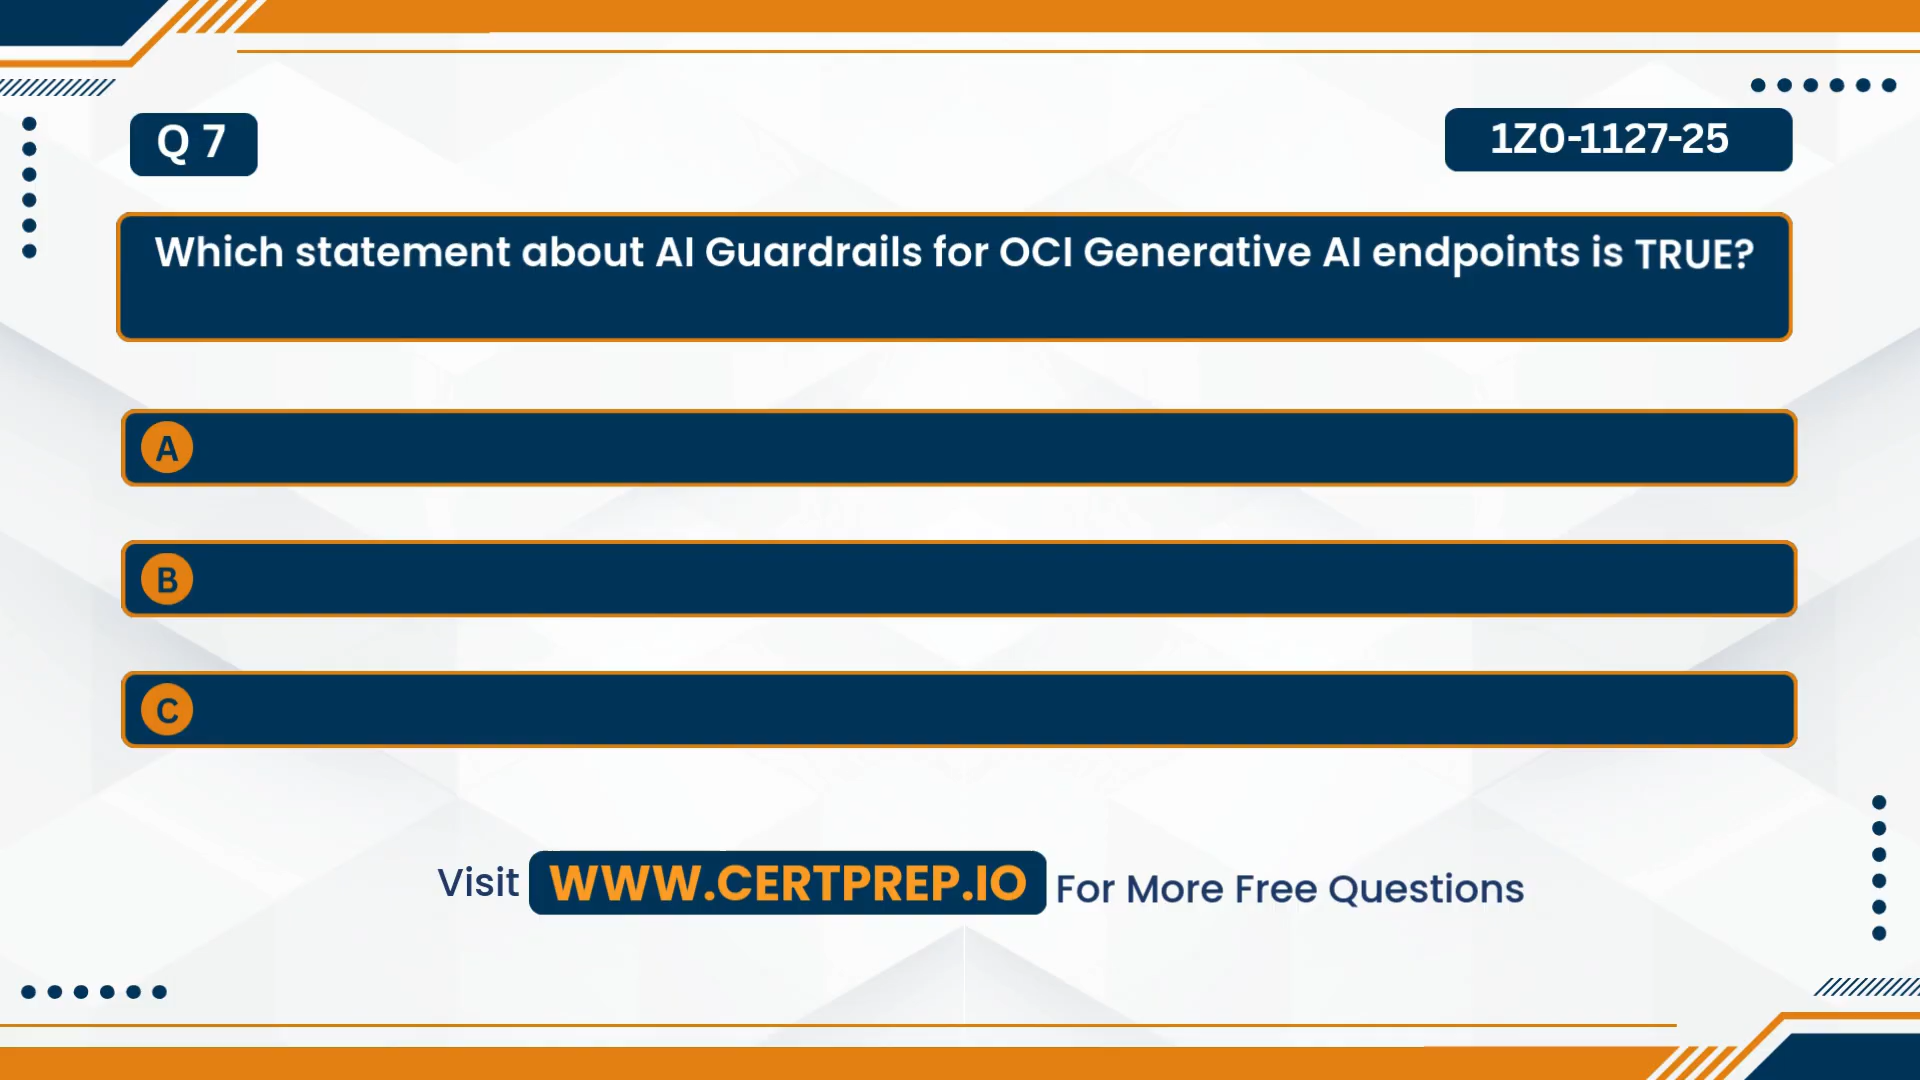 Q 7
1Z0-1127-25
Which statement about AI Guardrails for OCI Generative AI endpoints is TRUE?
A
B
C
Visit WWW.CERTPREP.IO For More Free Questions